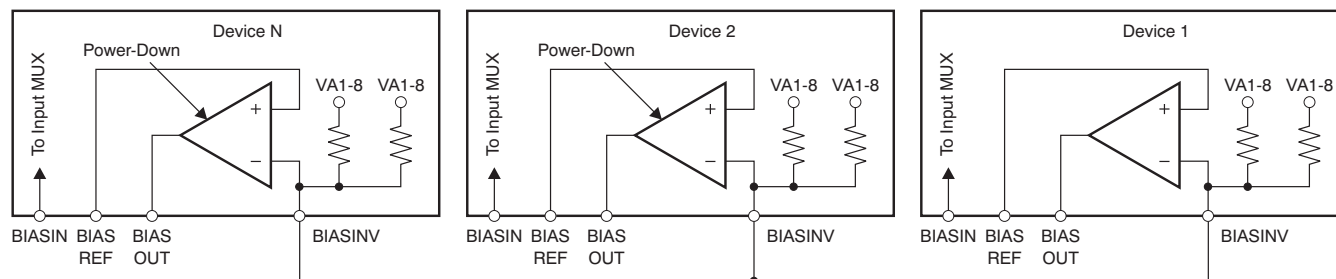 Device N
Power-Down
To Input MUX
VA1-8 VA1-8
+
−
BIASIN BIAS REF BIAS OUT BIASINV
Device 2
Power-Down
To Input MUX
VA1-8 VA1-8
+
−
BIASIN BIAS REF BIAS OUT BIASINV
Device 1
To Input MUX
VA1-8 VA1-8
+
−
BIASIN BIAS REF BIAS OUT BIASINV